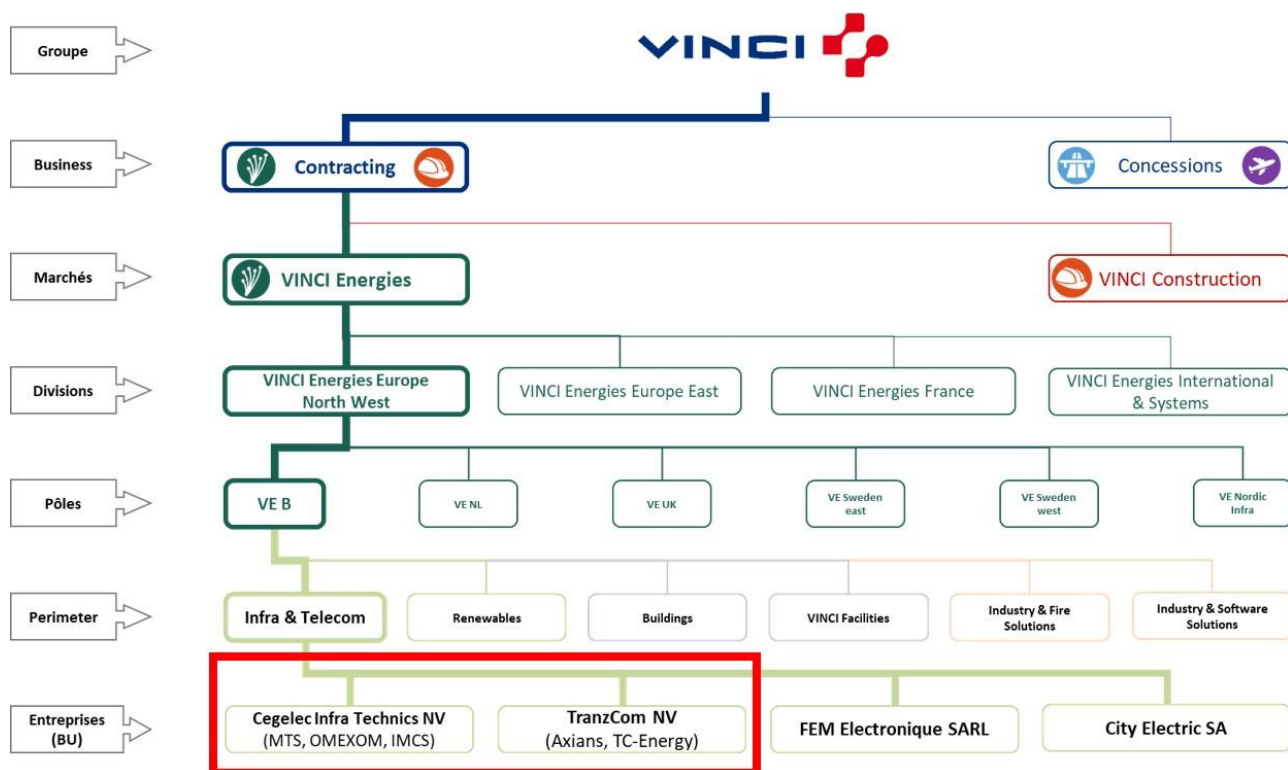 Groupe
VINCI
Business
Contracting
Concessions
Marchés
VINCI Energies
VINCI Construction
Divisions
VINCI Energies Europe
North West
VINCI Energies Europe East
VINCI Energies France
VINCI Energies International
& Systems
Pôles
VE B
VE NL
VE UK
VE Sweden
east
VE Sweden
west
VE Nordic
Infra
Perimeter
Infra & Telecom
Renewables
Buildings
VINCI Facilities
Industry & Fire
Solutions
Industry & Software
Solutions
Entreprises
(BU)
Cegelec Infra Technics NV
(MTS, OMEXOM, IMCS)
TranzCom NV
(Axians, TC-Energy)
FEM Electronique SARL
City Electric SA